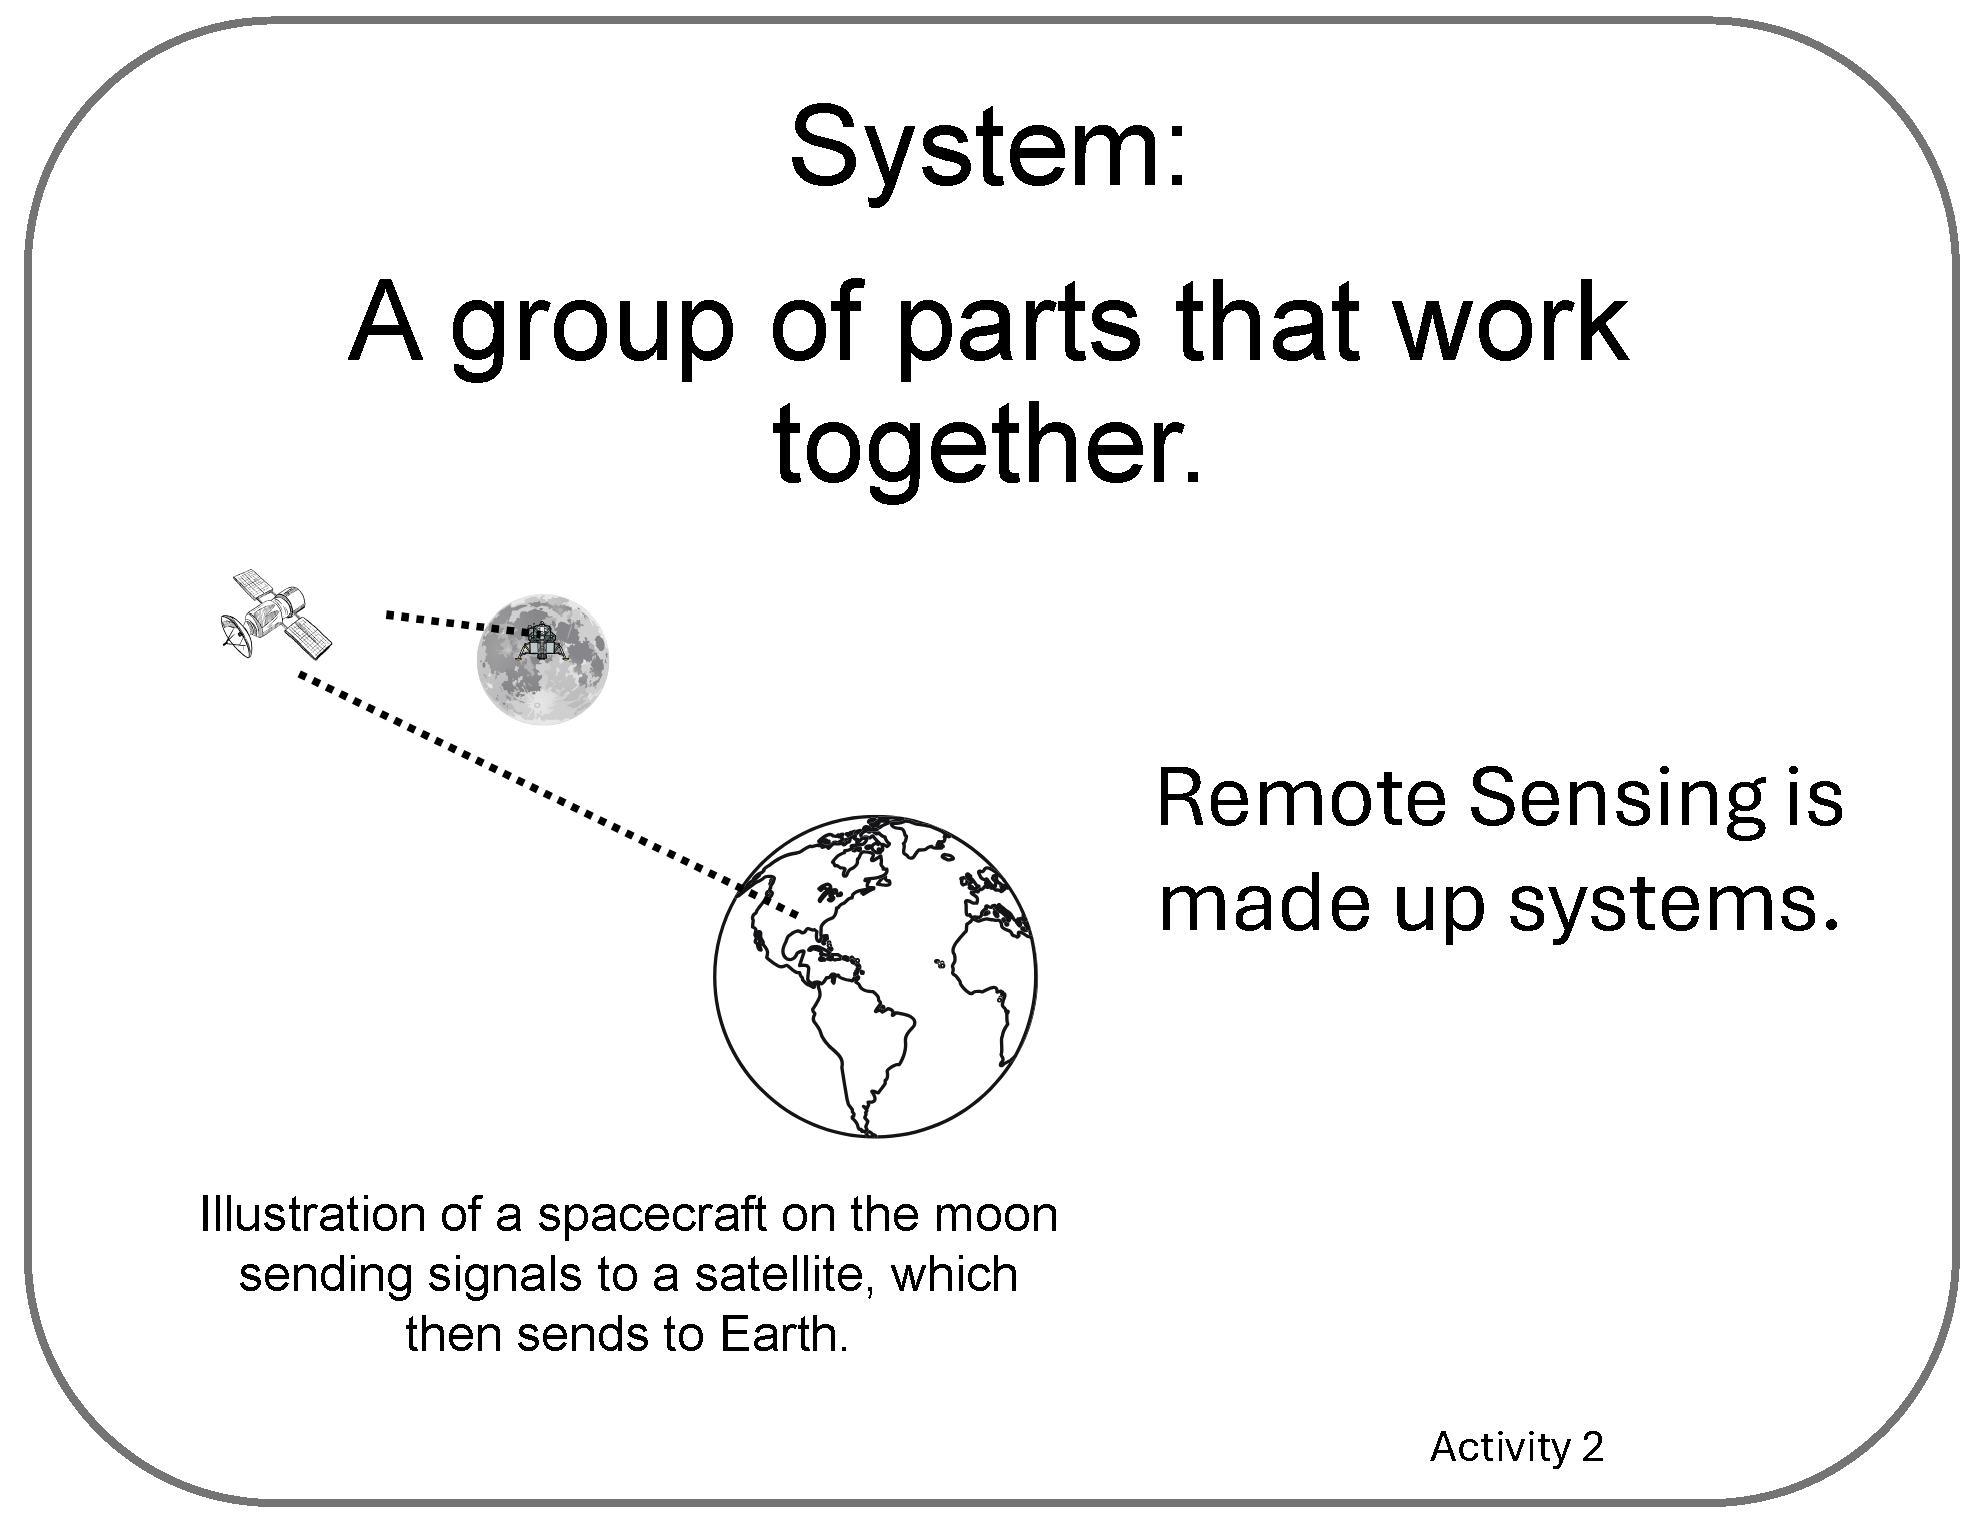 System:
A group of parts that work
together.
Remote Sensing is
made up systems.
Illustration of a spacecraft on the moon
sending signals to a satellite, which
then sends to Earth.
Activity 2